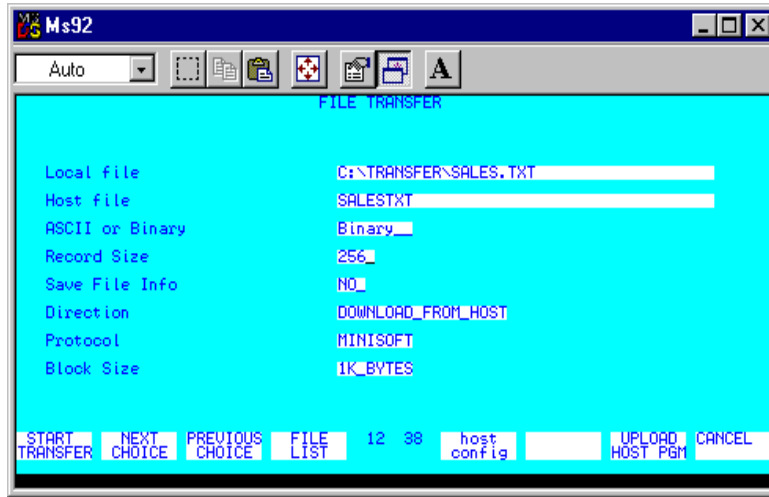 Ms92
Auto
A
FILE TRANSFER
Local file C:\TRANSFER\SALES.TXT
Host file SALESTXT
ASCII or Binary Binary__
Record Size 256_
Save File Info NO_
Direction DOWNLOAD_FROM_HOST
Protocol MINISOFT
Block Size 1K_BYTES
START NEXT PREVIOUS FILE 12 38 host UPLOAD CANCEL
TRANSFER CHOICE CHOICE LIST config HOST PGM